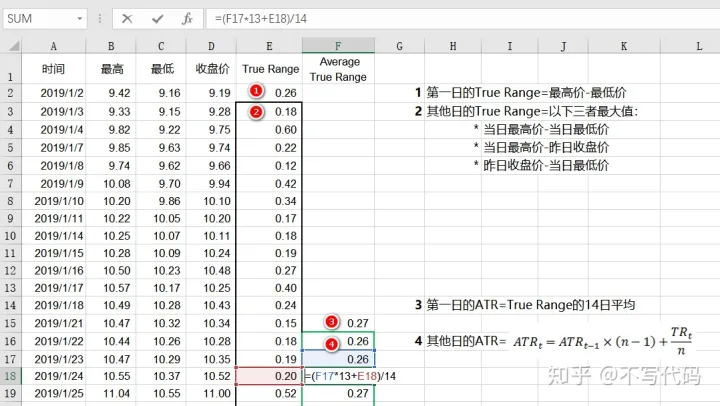 SUM =(F17*13+E18)/14
A B C D E F G H I J K L
1 时间 最高 最低 收盘价 True Range Average True Range
2 2019/1/2 9.42 9.16 9.19 1 0.26 1 第一日的True Range=最高价-最低价
3 2019/1/3 9.33 9.15 9.28 2 0.18 2 其他日的True Range=以下三者最大值:
4 2019/1/4 9.82 9.22 9.75 0.60 * 当日最高价-当日最低价
5 2019/1/7 9.85 9.63 9.74 0.22 * 当日最高价-昨日收盘价
6 2019/1/8 9.74 9.62 9.66 0.12 * 昨日收盘价-当日最低价
7 2019/1/9 10.08 9.70 9.94 0.42
8 2019/1/10 10.20 9.86 10.10 0.34
9 2019/1/11 10.22 10.05 10.20 0.17
10 2019/1/14 10.25 10.07 10.11 0.18
11 2019/1/15 10.28 10.09 10.24 0.19
12 2019/1/16 10.50 10.23 10.48 0.27
13 2019/1/17 10.57 10.17 10.25 0.40
14 2019/1/18 10.49 10.28 10.43 0.24 3 第一日的ATR=True Range的14日平均
15 2019/1/21 10.47 10.32 10.34 0.15 3 0.27
16 2019/1/22 10.44 10.26 10.28 0.18 4 0.26 4 其他日的ATR= ATRt = ATRt−1 × (n − 1) + TRt/n
17 2019/1/23 10.47 10.29 10.35 0.19 0.26
18 2019/1/24 10.55 10.37 10.52 0.20 =(F17*13+E18)/14
19 2019/1/25 11.04 10.55 11.00 0.52 0.27
知乎 @不写代码